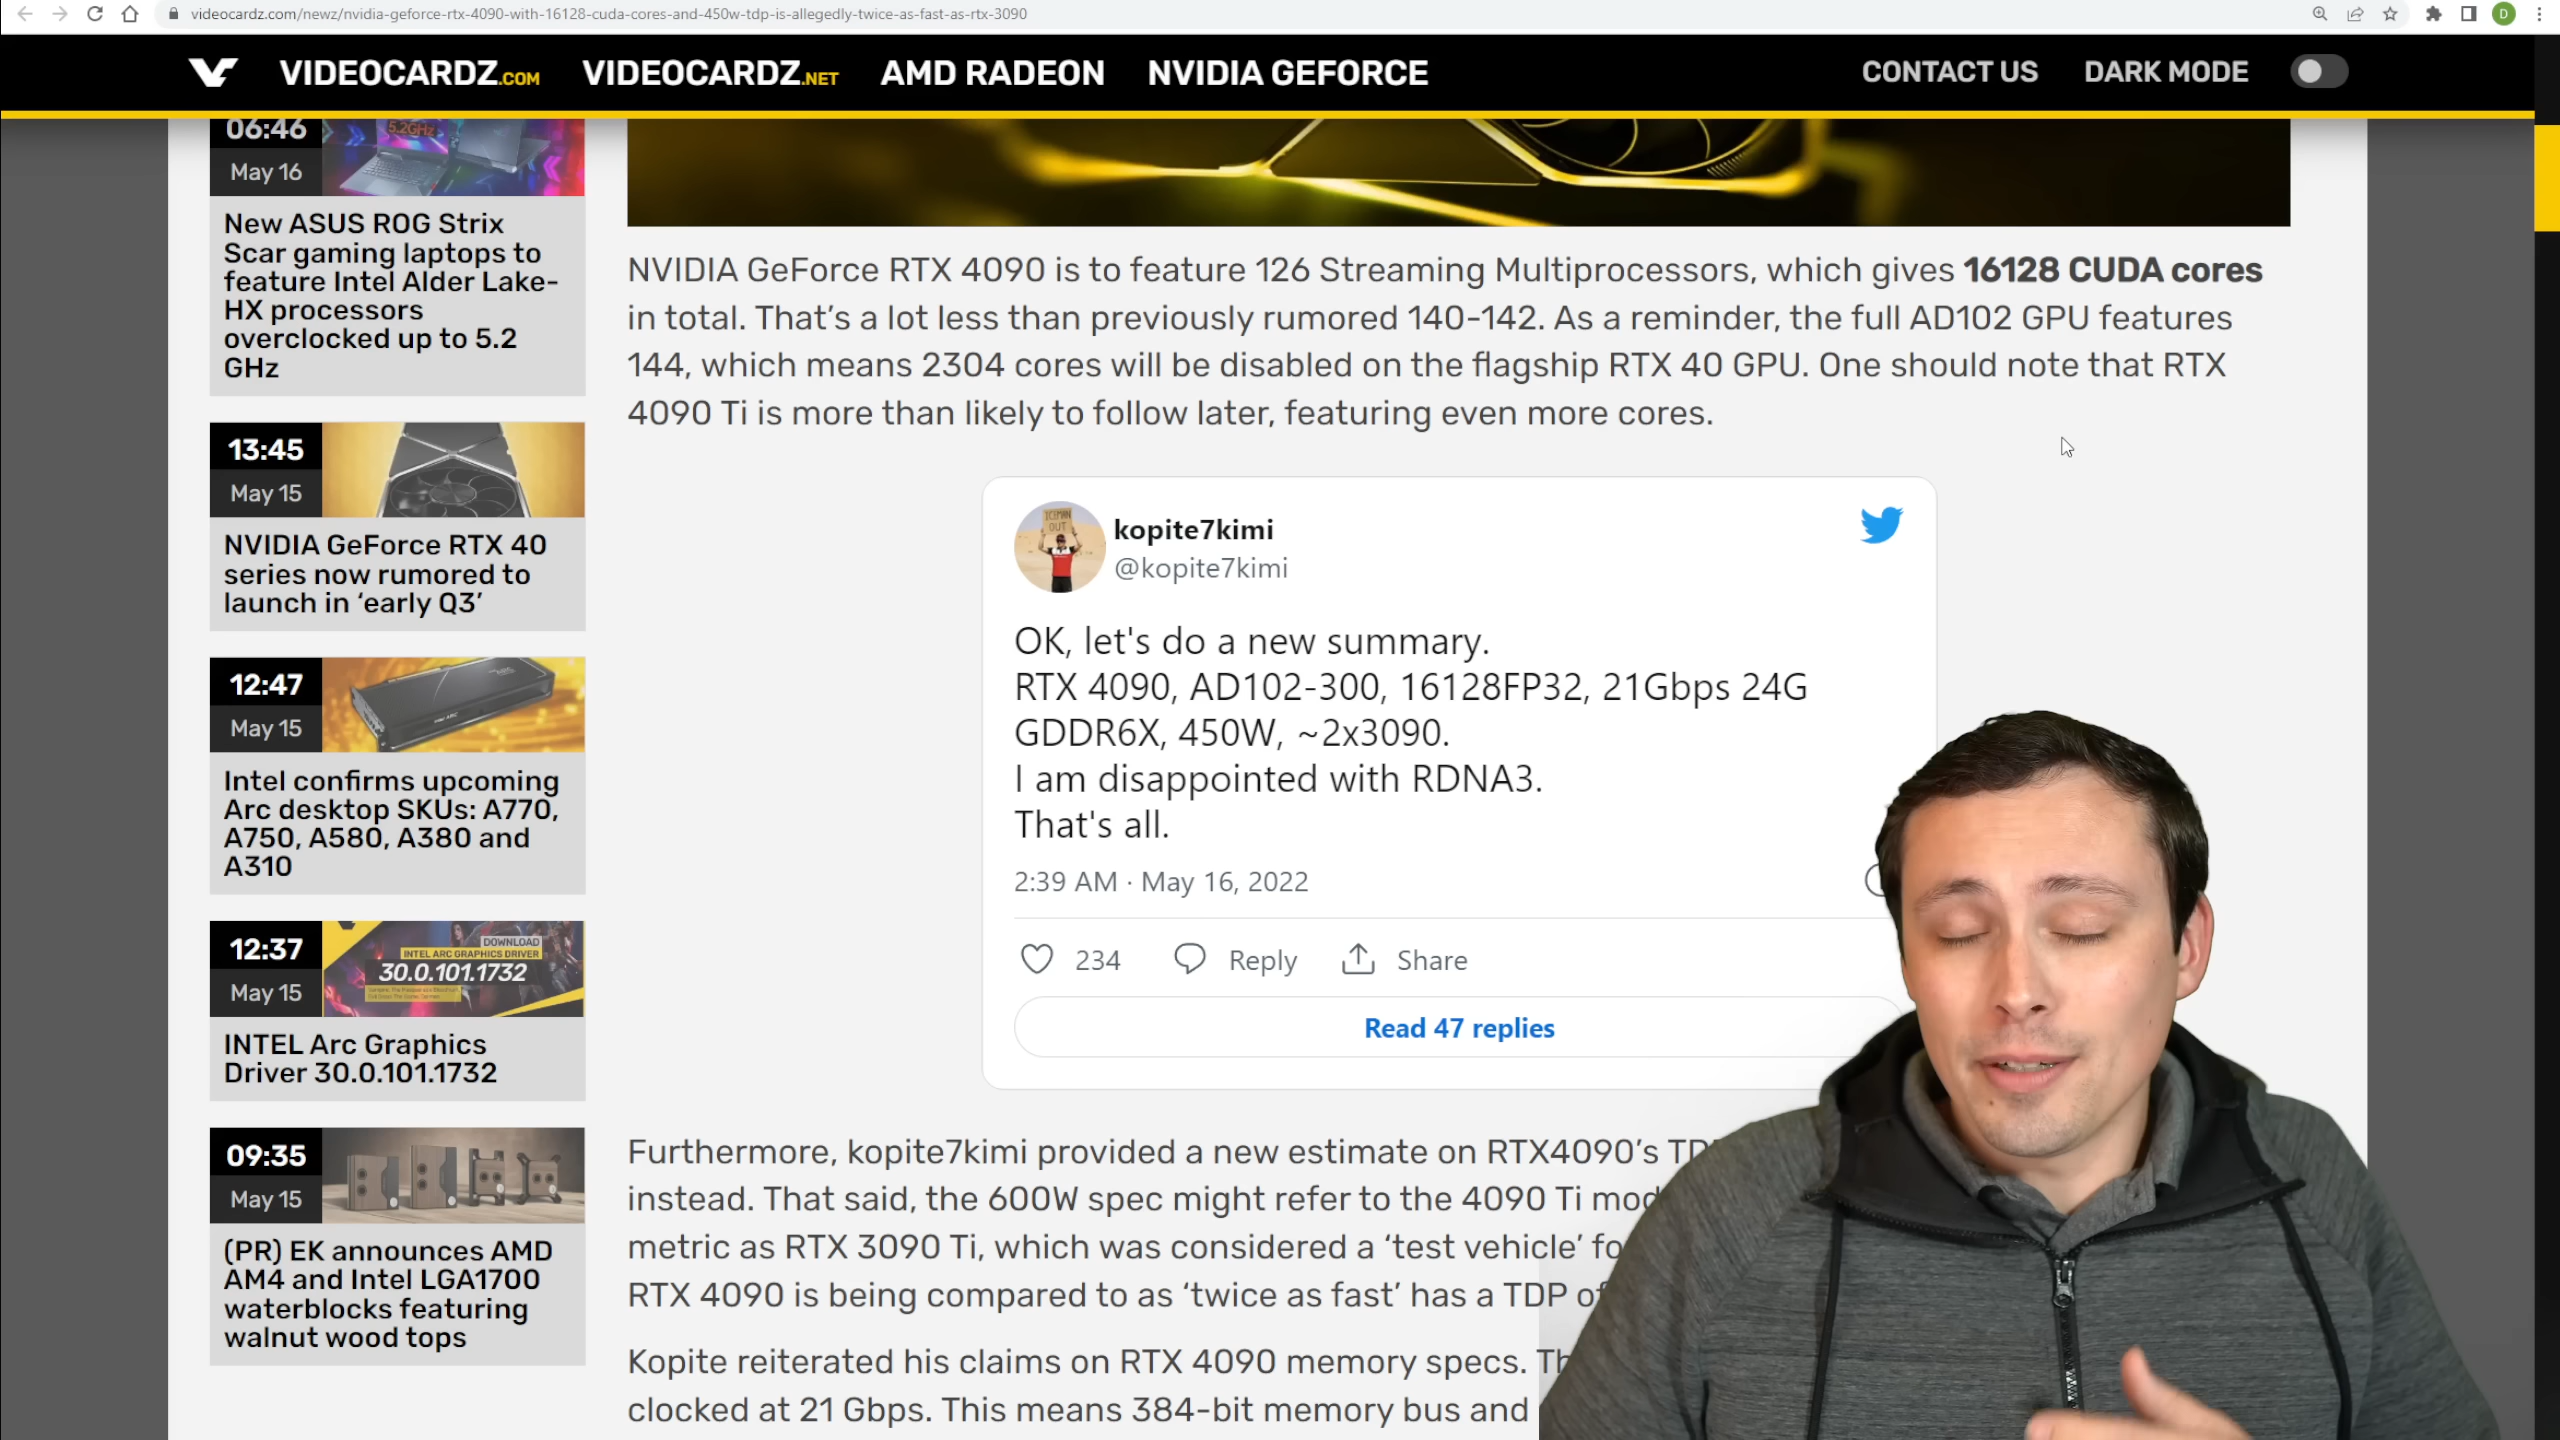 videocardz.com/newz/nvidia-geforce-rtx-4090-with-16128-cuda-cores-and-450w-tdp-is-allegedly-twice-as-fast-as-rtx-3090
D
VIDEOCARDZ.COM VIDEOCARDZ.NET AMD RADEON NVIDIA GEFORCE CONTACT US DARK MODE
06:46
May 16
5.2GHz
New ASUS ROG Strix
Scar gaming laptops to
feature Intel Alder Lake-
HX processors
overclocked up to 5.2
GHz
13:45
May 15
NVIDIA GeForce RTX 40
series now rumored to
launch in ‘early Q3’
12:47
May 15
Intel confirms upcoming
Arc desktop SKUs: A770,
A750, A580, A380 and
A310
12:37
May 15
DOWNLOAD
INTEL ARC GRAPHICS DRIVER
30.0.101.1732
INTEL Arc Graphics
Driver 30.0.101.1732
09:35
May 15
(PR) EK announces AMD
AM4 and Intel LGA1700
waterblocks featuring
walnut wood tops
NVIDIA GeForce RTX 4090 is to feature 126 Streaming Multiprocessors, which gives 16128 CUDA cores
in total. That’s a lot less than previously rumored 140-142. As a reminder, the full AD102 GPU features
144, which means 2304 cores will be disabled on the flagship RTX 40 GPU. One should note that RTX
4090 Ti is more than likely to follow later, featuring even more cores.
ICEMAN
OUT
kopite7kimi
@kopite7kimi
OK, let's do a new summary.
RTX 4090, AD102-300, 16128FP32, 21Gbps 24G
GDDR6X, 450W, ~2x3090.
I am disappointed with RDNA3.
That's all.
2:39 AM · May 16, 2022
234 Reply Share
Read 47 replies
Furthermore, kopite7kimi provided a new estimate on RTX4090’s
instead. That said, the 600W spec might refer to the 4090 Ti
metric as RTX 3090 Ti, which was considered a ‘test vehicle’
RTX 4090 is being compared to as ‘twice as fast’ has a TDP of
Kopite reiterated his claims on RTX 4090 memory specs.
clocked at 21 Gbps. This means 384-bit memory bus and